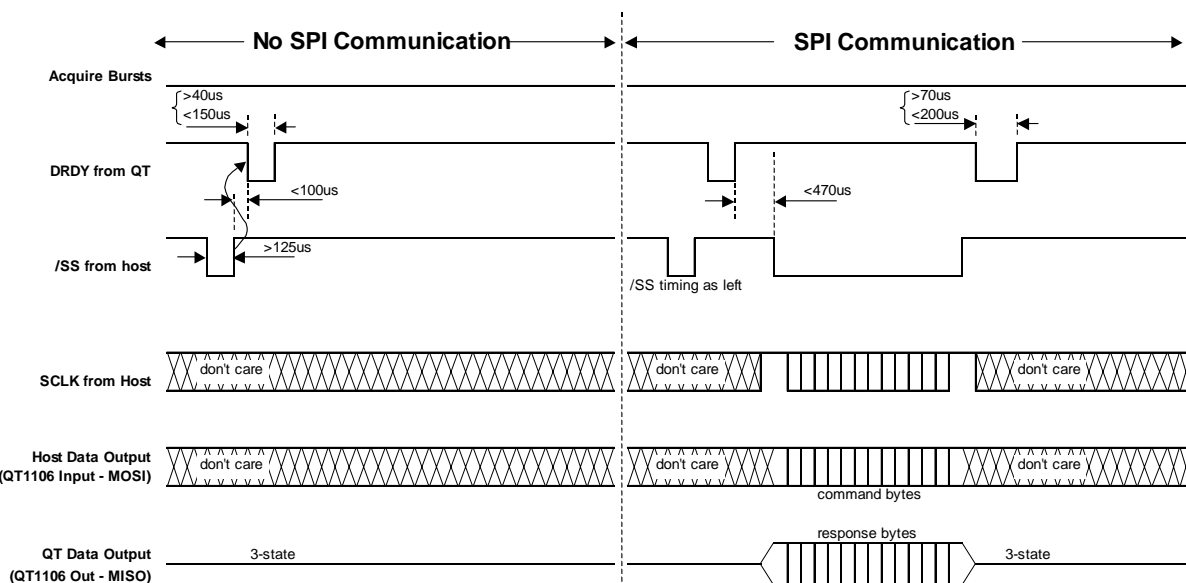 No SPI Communication
SPI Communication
Acquire Bursts
>40us
<150us
>70us
<200us
DRDY from QT
<100us
<470us
/SS from host
>125us
/SS timing as left
SCLK from Host
don't care
don't care
don't care
Host Data Output
(QT1106 Input - MOSI)
don't care
don't care
don't care
command bytes
QT Data Output
(QT1106 Out - MISO)
3-state
response bytes
3-state